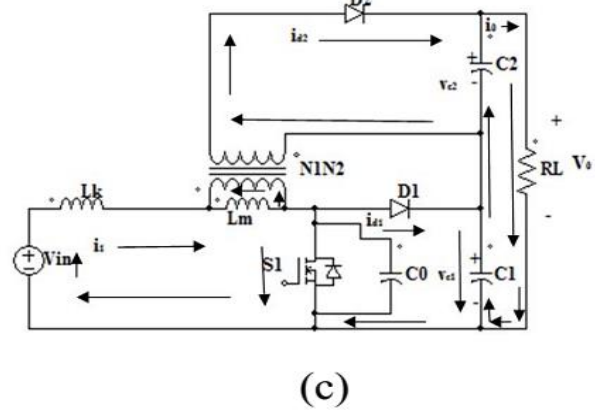 D2
id2
i0
+
C2
vc2
-
+
N1N2
RL
V0
-
Lk
Lm
D1
id1
Vin
i1
S1
C0
vc1
+
C1
-
(c)